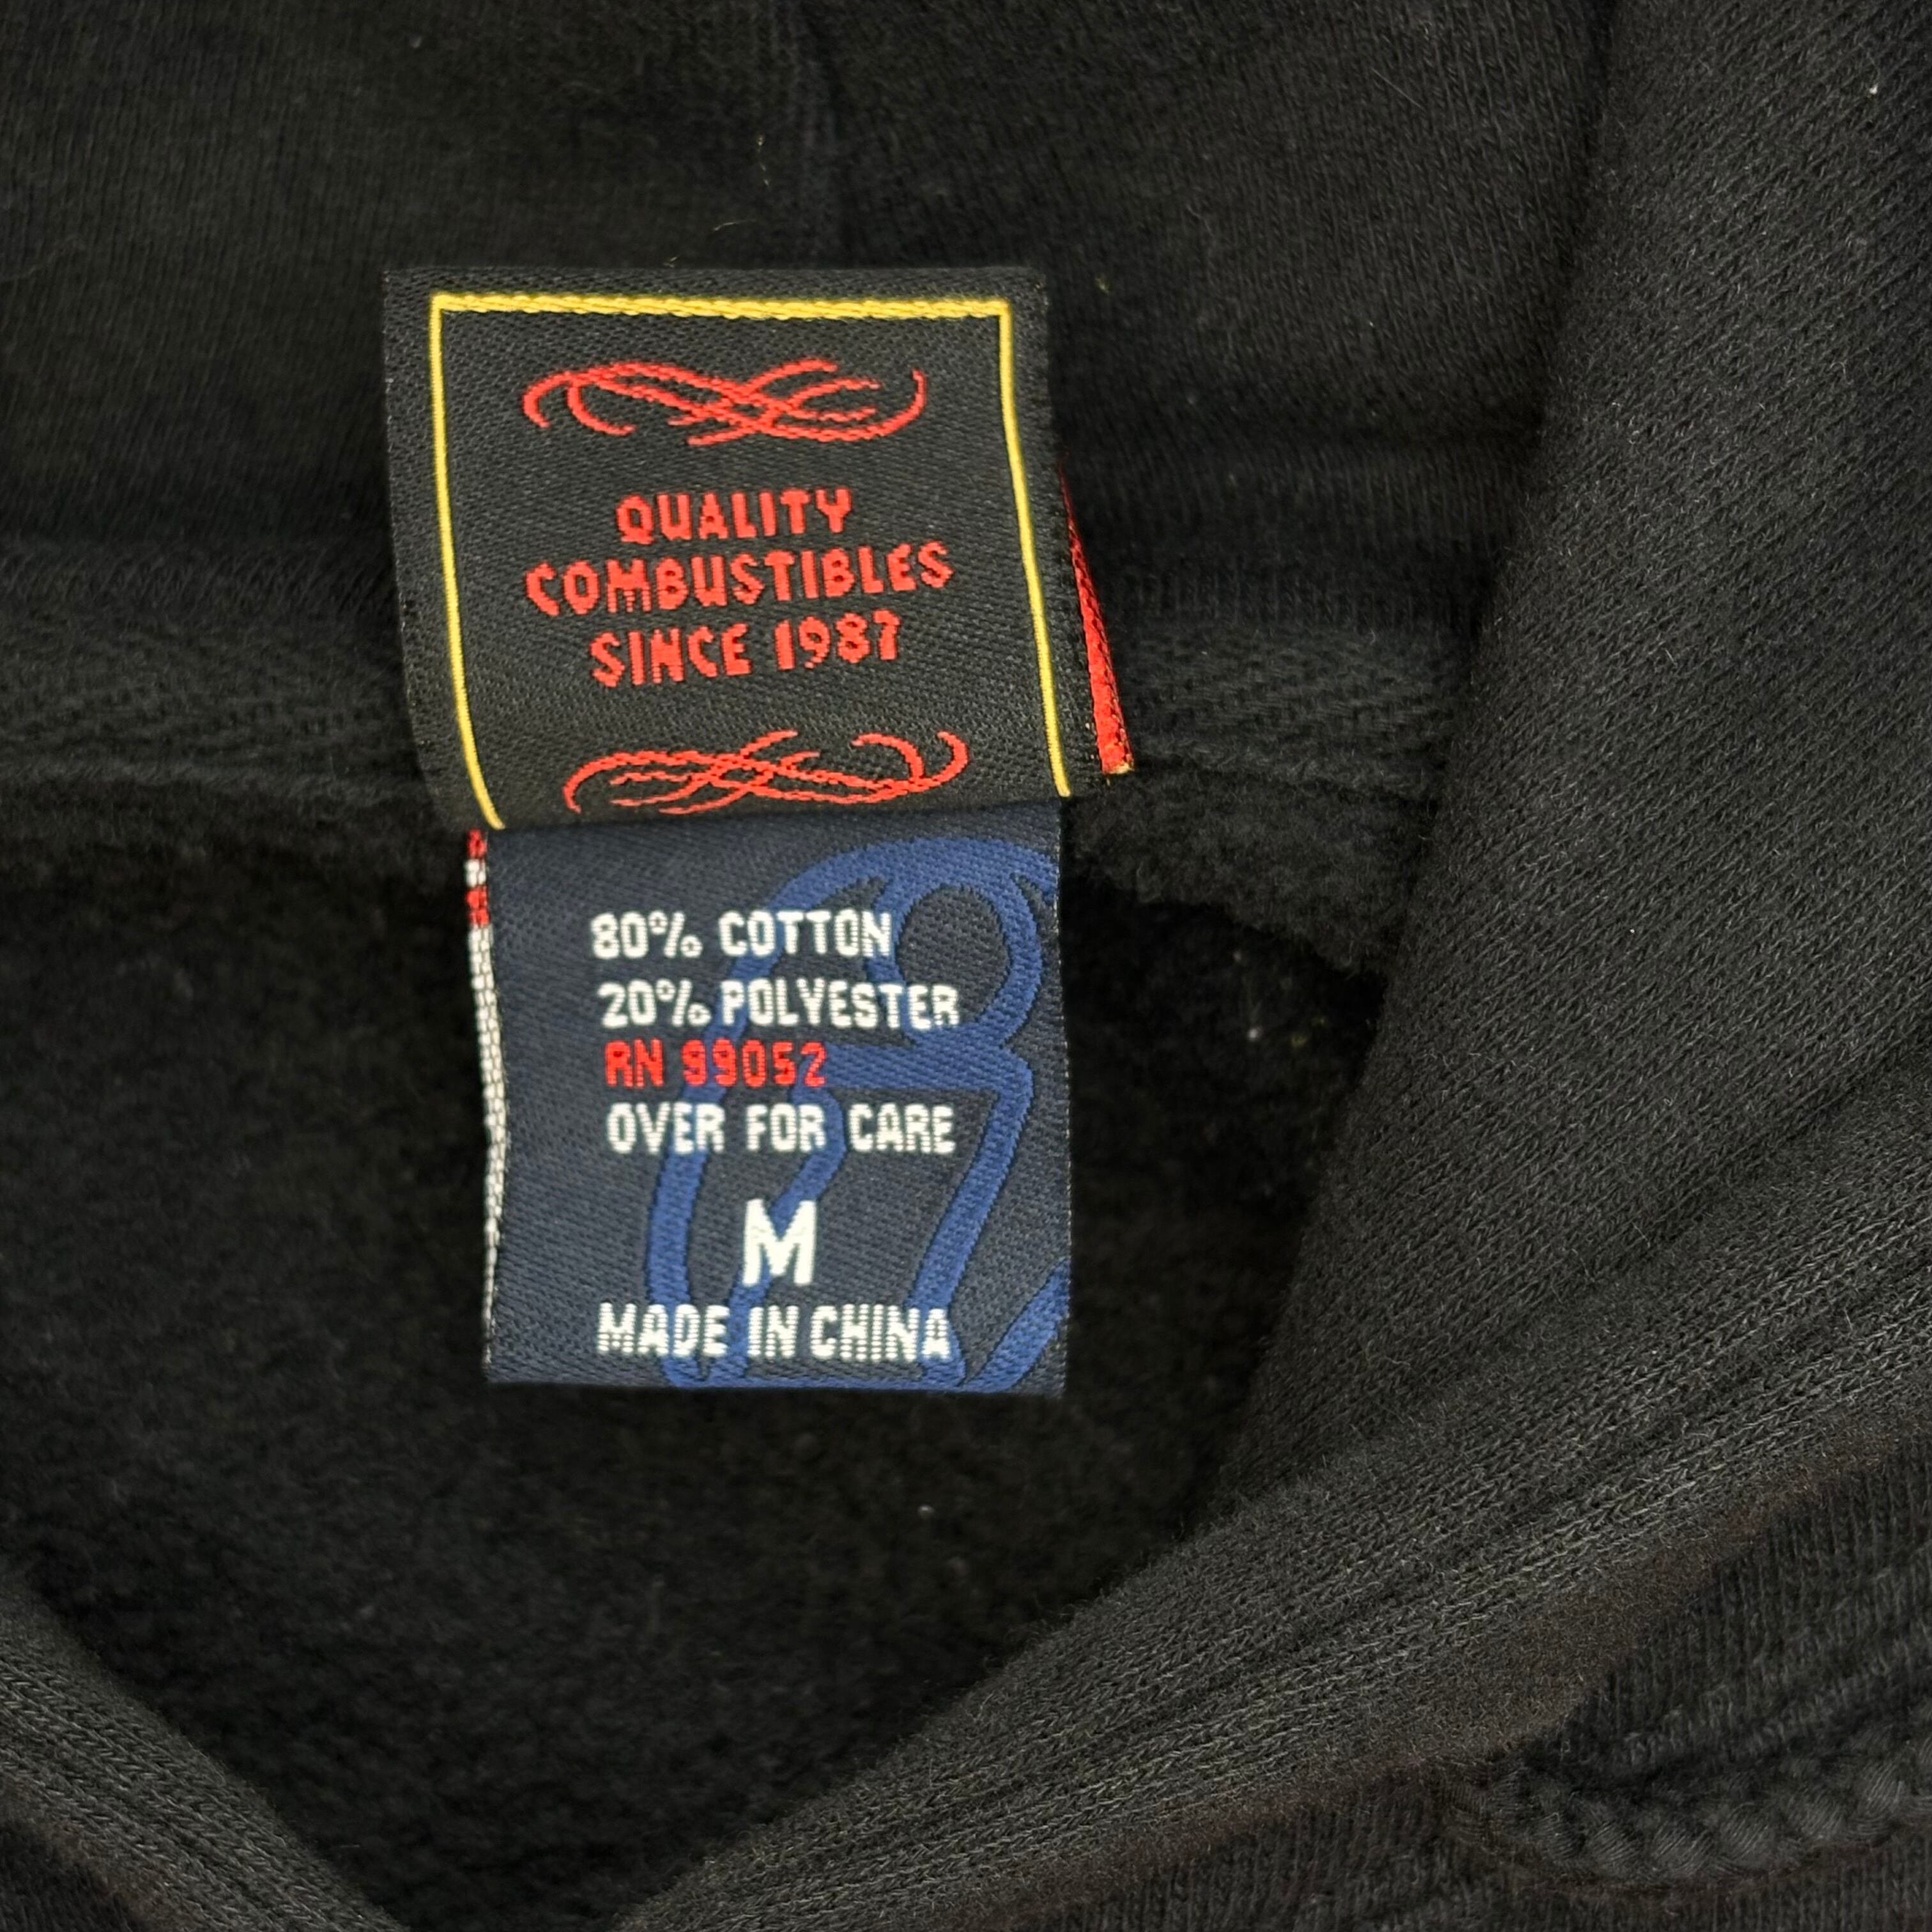 QUALITY
COMBUSTIBLES
SINCE 1987
80% COTTON
20% POLYESTER
RN 99052
OVER FOR CARE
M
MADE IN CHINA